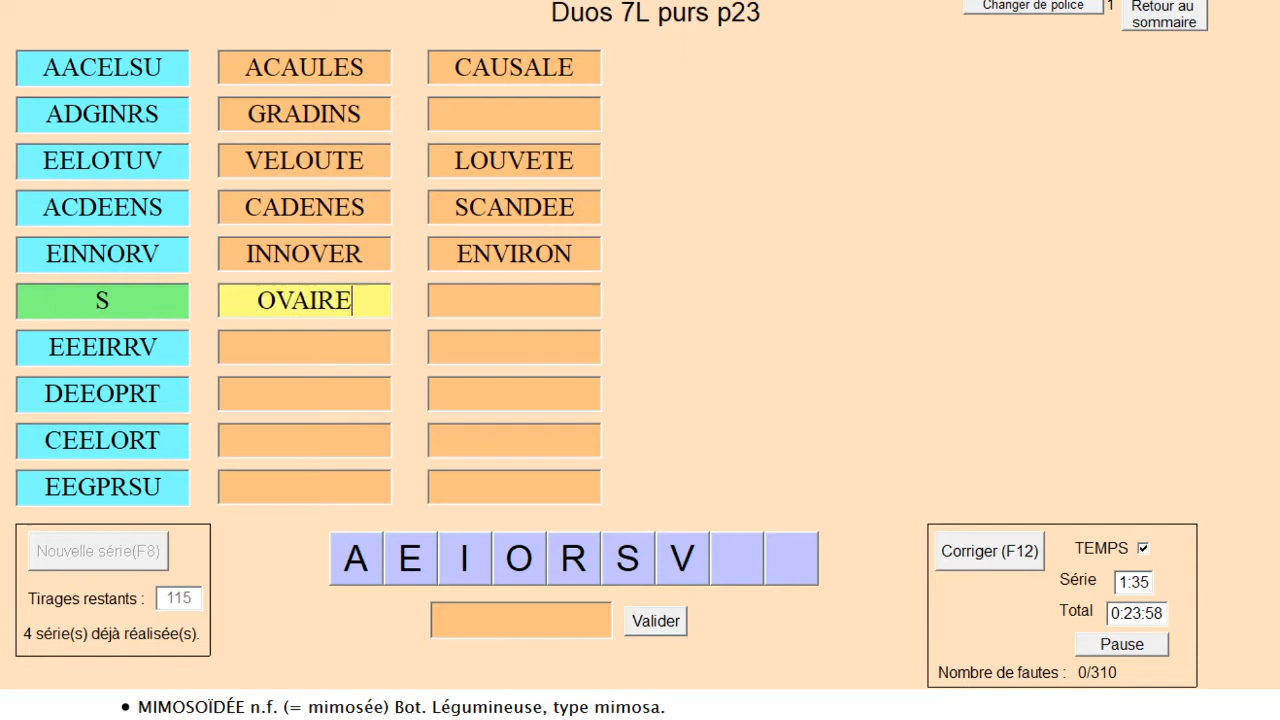 Duos 7L purs p23
Changer de police 1 Retour au sommaire
AACELSU ACAULES CAUSALE
ADGINRS GRADINS
EELOTUV VELOUTE LOUVETE
ACDEENS CADENES SCANDEE
EINNORV INNOVER ENVIRON
S OVAIRE
EEEIRRV
DEEOPRT
CEELORT
EEGPRSU
Nouvelle série(F8)
Tirages restants : 115
4 série(s) déjà réalisée(s).
A E I O R S V
Valider
Corriger (F12) TEMPS
Série 1:35
Total 0:23:58
Pause
Nombre de fautes : 0/310
• MIMOSOÏDÉE n.f. (= mimosée) Bot. Légumineuse, type mimosa.